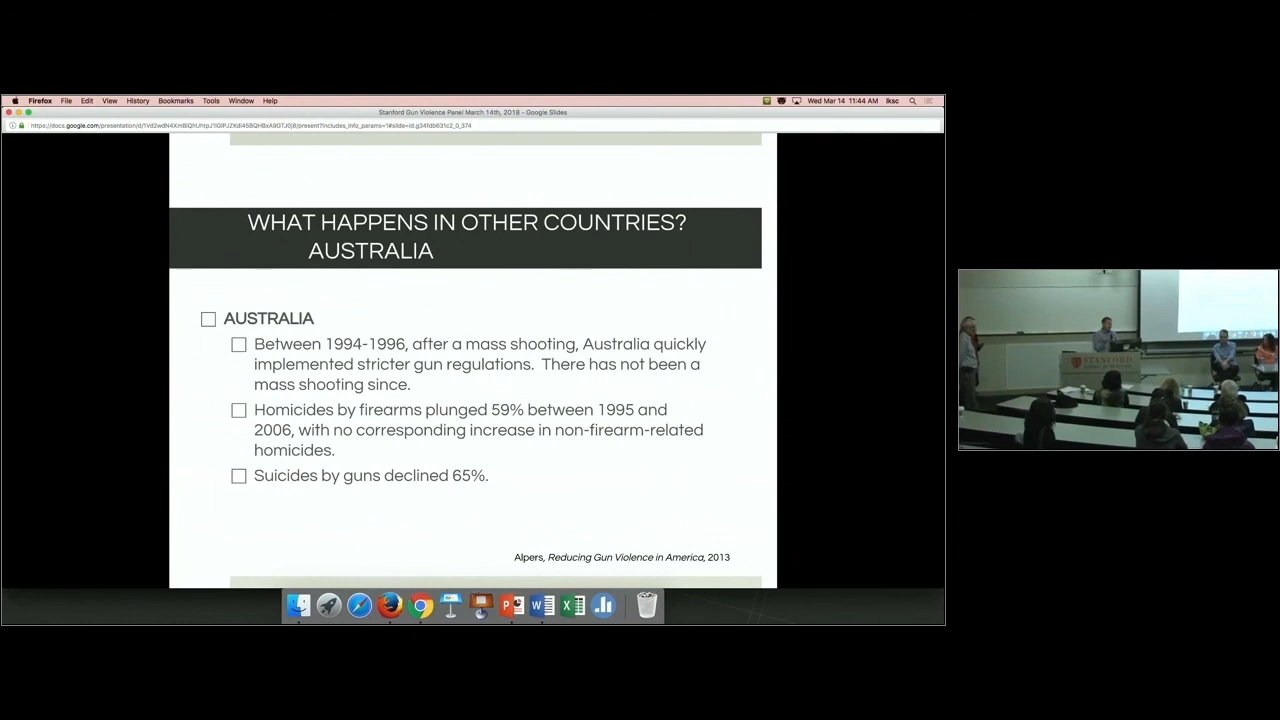 Firefox File Edit View History Bookmarks Tools Window Help Wed Mar 14 11:44 AM lksc
Stanford Gun Violence Panel March 14th, 2018 - Google Slides
WHAT HAPPENS IN OTHER COUNTRIES?
AUSTRALIA
AUSTRALIA
Between 1994-1996, after a mass shooting, Australia quickly
implemented stricter gun regulations. There has not been a
mass shooting since.
Homicides by firearms plunged 59% between 1995 and
2006, with no corresponding increase in non-firearm-related
homicides.
Suicides by guns declined 65%.
Alpers, Reducing Gun Violence in America, 2013
STANFORD